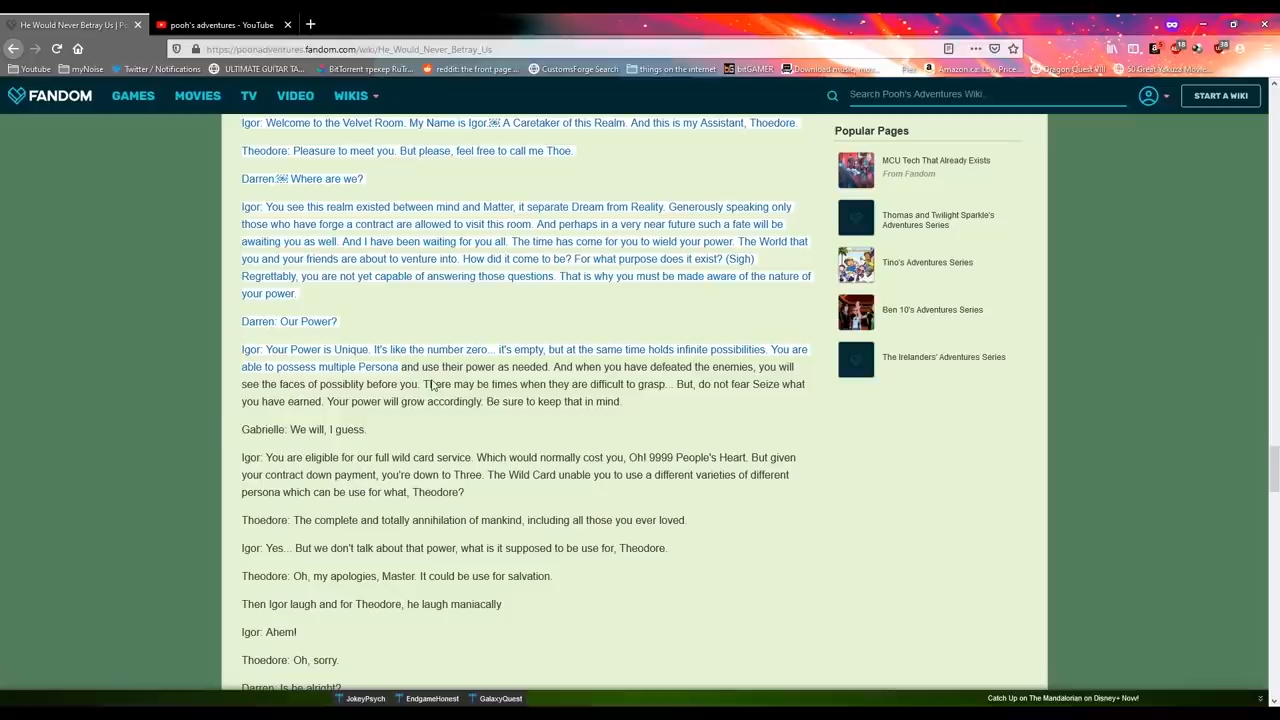 He Would Never Betray Us | Po
pooh's adventures - YouTube
https://poohadventures.fandom.com/wiki/He_Would_Never_Betray_Us
18
38
Youtube
myNoise
Twitter / Notifications
ULTIMATE GUITAR TA...
BitTorrent трекер RuTr...
reddit: the front page ...
CustomsForge Search
things on the internet
bitGAMER
Download music, mov...
Plex
Amazon.ca: Low Price...
Dragon Quest VIII
50 Great Yakuza Movie...
FANDOM
GAMES
MOVIES
TV
VIDEO
WIKIS
Search Pooh's Adventures Wiki...
START A WIKI
Igor: Welcome to the Velvet Room. My Name is Igor.￼ A Caretaker of this Realm. And this is my Assistant, Thoedore.
Theodore: Pleasure to meet you. But please, feel free to call me Thoe.
Darren:￼ Where are we?
Igor: You see this realm existed between mind and Matter, it separate Dream from Reality. Generously speaking only
those who have forge a contract are allowed to visit this room. And perhaps in a very near future such a fate will be
awaiting you as well. And I have been waiting for you all. The time has come for you to wield your power. The World that
you and your friends are about to venture into. How did it come to be? For what purpose does it exist? (Sigh)
Regrettably, you are not yet capable of answering those questions. That is why you must be made aware of the nature of
your power.
Darren: Our Power?
Igor: Your Power is Unique. It's like the number zero... it's empty, but at the same time holds infinite possibilities. You are
able to possess multiple Persona and use their power as needed. And when you have defeated the enemies, you will
see the faces of possiblity before you. There may be times when they are difficult to grasp... But, do not fear Seize what
you have earned. Your power will grow accordingly. Be sure to keep that in mind.
Gabrielle: We will, I guess.
Igor: You are eligible for our full wild card service. Which would normally cost you, Oh! 9999 People's Heart. But given
your contract down payment, you're down to Three. The Wild Card unable you to use a different varieties of different
persona which can be use for what, Theodore?
Thoedore: The complete and totally annihilation of mankind, including all those you ever loved.
Igor: Yes... But we don't talk about that power, what is it supposed to be use for, Theodore.
Theodore: Oh, my apologies, Master. It could be use for salvation.
Then Igor laugh and for Theodore, he laugh maniacally
Igor: Ahem!
Thoedore: Oh, sorry.
Darren: Is he alright?
Popular Pages
MCU Tech That Already Exists
From Fandom
Thomas and Twilight Sparkle's
Adventures Series
Tino's Adventures Series
Ben 10's Adventures Series
The Irelanders' Adventures Series
JokeyPsych
EndgameHonest
GalaxyQuest
Catch Up on The Mandalorian on Disney+ Now!